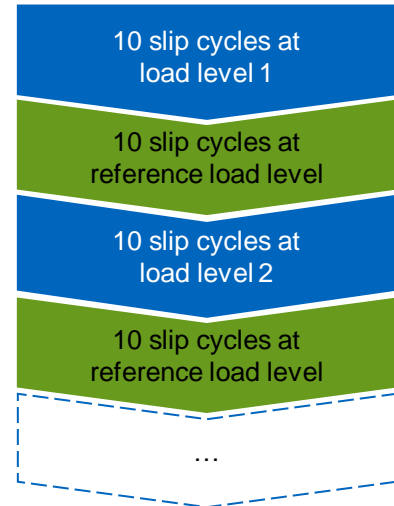 10 slip cycles at
load level 1
10 slip cycles at
reference load level
10 slip cycles at
load level 2
10 slip cycles at
reference load level
...